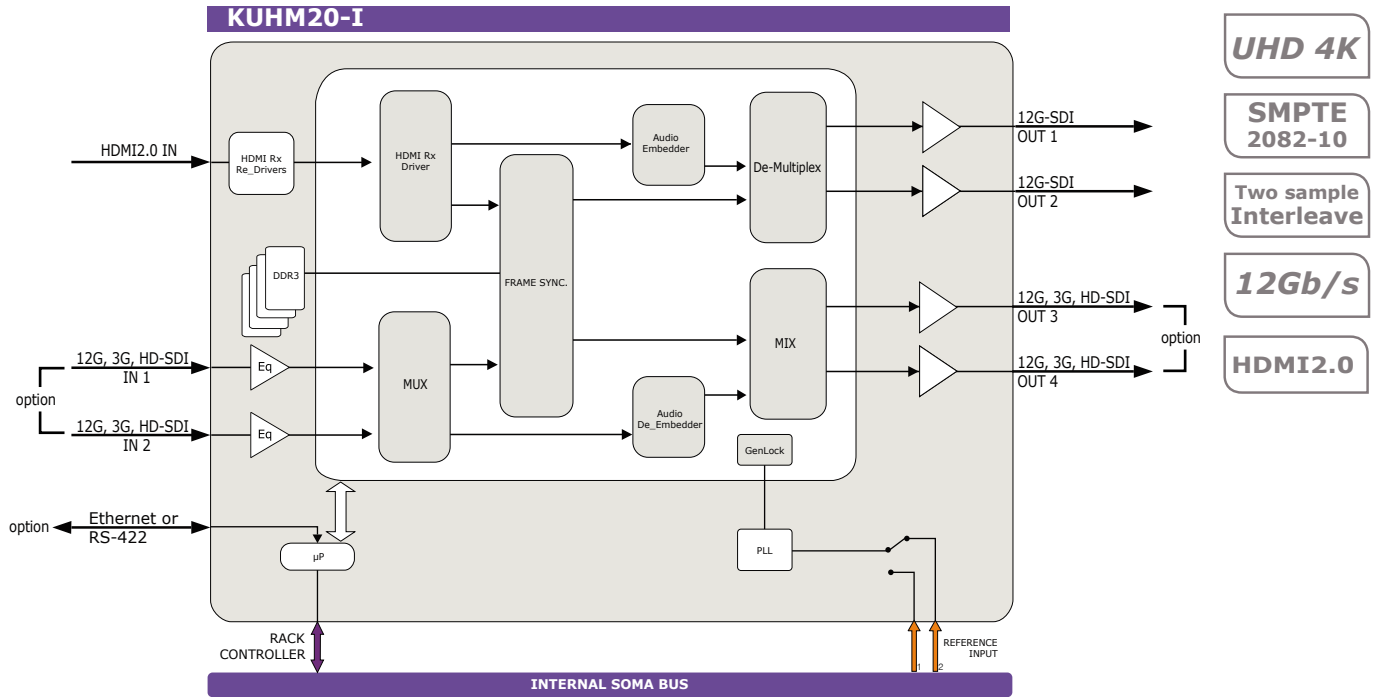 KUHM20-I
UHD 4K
SMPTE
2082-10
Two sample
Interleave
12Gb/s
HDMI2.0
HDMI2.0 IN
HDMI Rx
Re_Drivers
HDMI Rx
Driver
Audio
Embedder
De-Multiplex
12G-SDI
OUT 1
12G-SDI
OUT 2
DDR3
FRAME SYNC.
12G, 3G, HD-SDI
IN 1
option
12G, 3G, HD-SDI
IN 2
Eq
Eq
MUX
Audio
De_Embedder
MIX
12G, 3G, HD-SDI
OUT 3
option
12G, 3G, HD-SDI
OUT 4
GenLock
option
Ethernet or
RS-422
µP
PLL
RACK
CONTROLLER
REFERENCE
INPUT
1
2
INTERNAL SOMA BUS